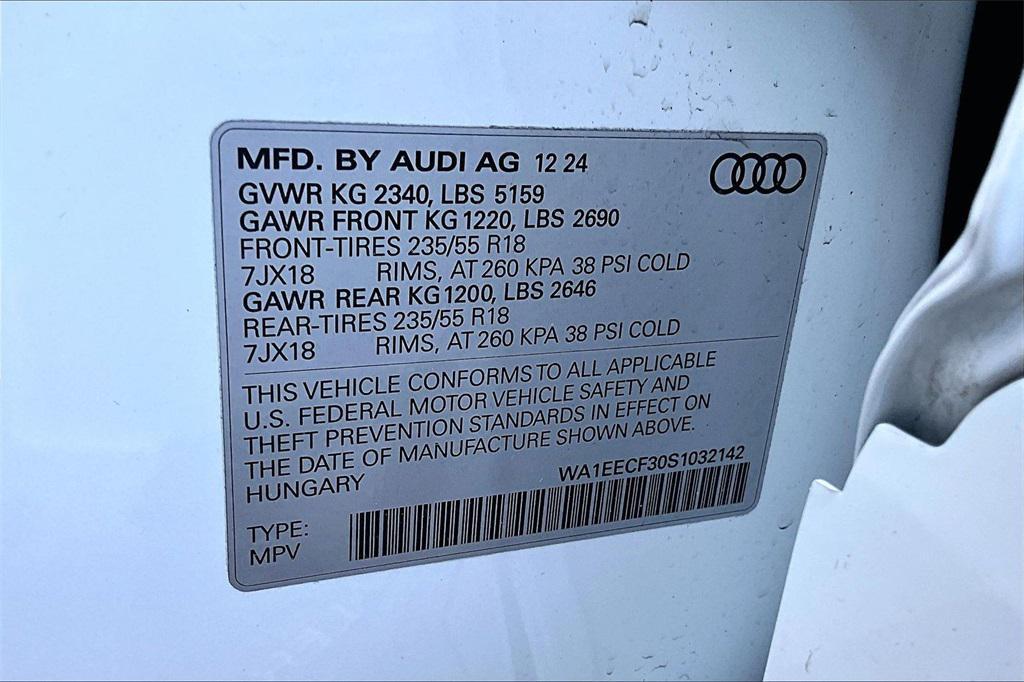 MFD. BY AUDI AG 12 24
GVWR KG 2340, LBS 5159
GAWR FRONT KG 1220, LBS 2690
FRONT-TIRES 235/55 R18
7JX18 RIMS, AT 260 KPA 38 PSI COLD
GAWR REAR KG 1200, LBS 2646
REAR-TIRES 235/55 R18
7JX18 RIMS, AT 260 KPA 38 PSI COLD
THIS VEHICLE CONFORMS TO ALL APPLICABLE
U.S. FEDERAL MOTOR VEHICLE SAFETY AND
THEFT PREVENTION STANDARDS IN EFFECT ON
THE DATE OF MANUFACTURE SHOWN ABOVE.
HUNGARY WA1EECF30S1032142
TYPE:
MPV